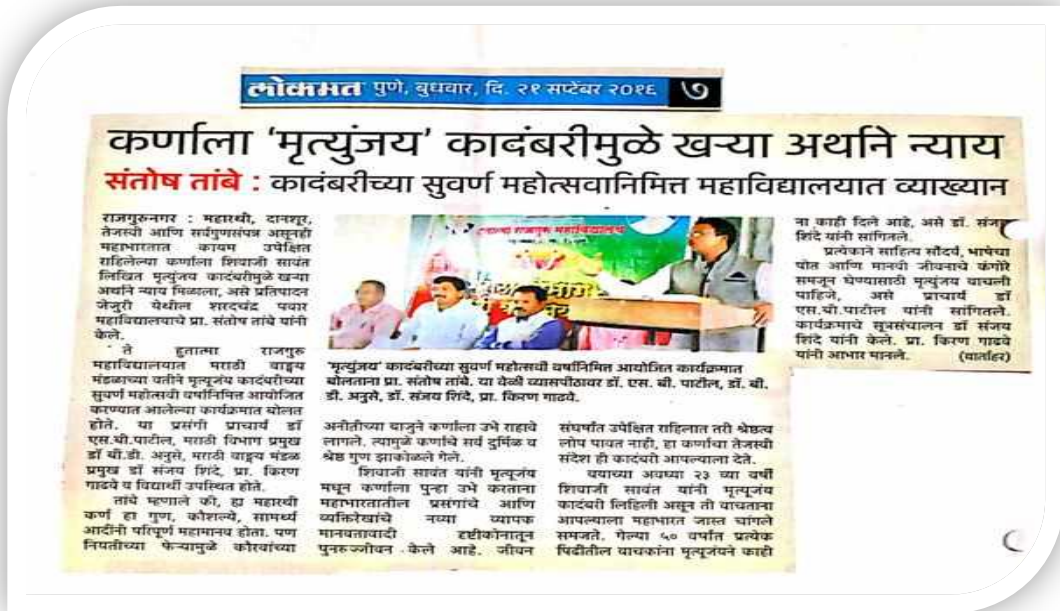 लोकमत पुणे, बुधवार, दि. २१ सप्टेंबर २०१६ ७
कर्णाला 'मृत्युंजय' कादंबरीमुळे खऱ्या अर्थाने न्याय
संतोष तांबे : कादंबरीच्या सुवर्ण महोत्सवानिमित्त महाविद्यालयात व्याख्यान
राजगुरुनगर : महारथी, दानशूर,
तेजस्वी आणि सर्वगुणसंपन्न असूनही
महाभारतात कायम उपेक्षित
राहिलेल्या कर्णाला शिवाजी सावंत
लिखित मृत्युंजय कादंबरीमुळे खऱ्या
अर्थाने न्याय मिळाला, असे प्रतिपादन
जेजुरी येथील शरदचंद्र पवार
महाविद्यालयाचे प्रा. संतोष तांबे यांनी
केले.
ते हुतात्मा राजगुरु
महाविद्यालयात मराठी वाङ्मय
मंडळाच्या वतीने मृत्यूंजय कादंबरीच्या
सुवर्ण महोत्सवी वर्षानिमित्त आयोजित
करण्यात आलेल्या कार्यक्रमात बोलत
होते. या प्रसंगी प्राचार्य डॉ
एस.बी.पाटील, मराठी विभाग प्रमुख
डॉ बी.डी. अनुसे, मराठी वाङ्मय मंडळ
प्रमुख डॉ संजय शिंदे, प्रा. किरण
गाढवे व विद्यार्थी उपस्थित होते.
तांबे म्हणाले की, ह्या महारथी
कर्ण हा गुण, कौशल्ये, सामर्थ्य
आदींनी परिपूर्ण महामानव होता. पण
नियतीच्या फेऱ्यामुळे कौरवांच्या
राजगुरु महाविद्यालय
'मृत्युंजय' कादंबरीच्या सुवर्ण महोत्सवी वर्षानिमित्त आयोजित कार्यक्रमात
बोलताना प्रा. संतोष तांबे. या वेळी व्यासपीठावर डॉ. एस. बी. पाटील, डॉ. बी.
डी. अनुसे, डॉ. संजय शिंदे, प्रा. किरण गाढवे.
अनीतीच्या बाजुने कर्णाला उभे राहावे
लागले. त्यामुळे कर्णाचे सर्व दुर्मिळ व
श्रेष्ठ गुण झाकोळले गेले.
शिवाजी सावंत यांनी मृत्यूंजय
मधून कर्णाला पुन्हा उभे करताना
महाभारतातील प्रसंगांचे आणि
व्यक्तिरेखांचे नव्या व्यापक
मानवतावादी दृष्टीकोनातून
पुनरुज्जीवन केले आहे. जीवन
संघर्षात उपेक्षित राहिलात तरी श्रेष्ठत्व
लोप पावत नाही, हा कर्णाचा तेजस्वी
संदेश ही कादंबरी आपल्याला देते.
वयाच्या अवघ्या २३ व्या वर्षी
शिवाजी सावंत यांनी मृत्यूंजय
कादंबरी लिहिली असून ती वाचताना
आपल्याला महाभारत जास्त चांगले
समजते. गेल्या ५० वर्षांत प्रत्येक
पिढीतील वाचकांना मृत्यूंजयने काही
ना काही दिले आहे, असे डॉ.
शिंदे यांनी सांगितले.
प्रत्येकाने साहित्य सौंदर्य, भाषेचा
पोत आणि मानवी जीवनाचे कंगोरे
समजून घेण्यासाठी मृत्यूंजय वाचली
पाहिजे, असे प्राचार्य डॉ
एस.बी.पाटील यांनी सांगितले.
कार्यक्रमाचे सूत्रसंचालन डॉ संजय
शिंदे यांनी केले. प्रा. किरण गाढवे
यांनी आभार मानले. (वार्ताहर)